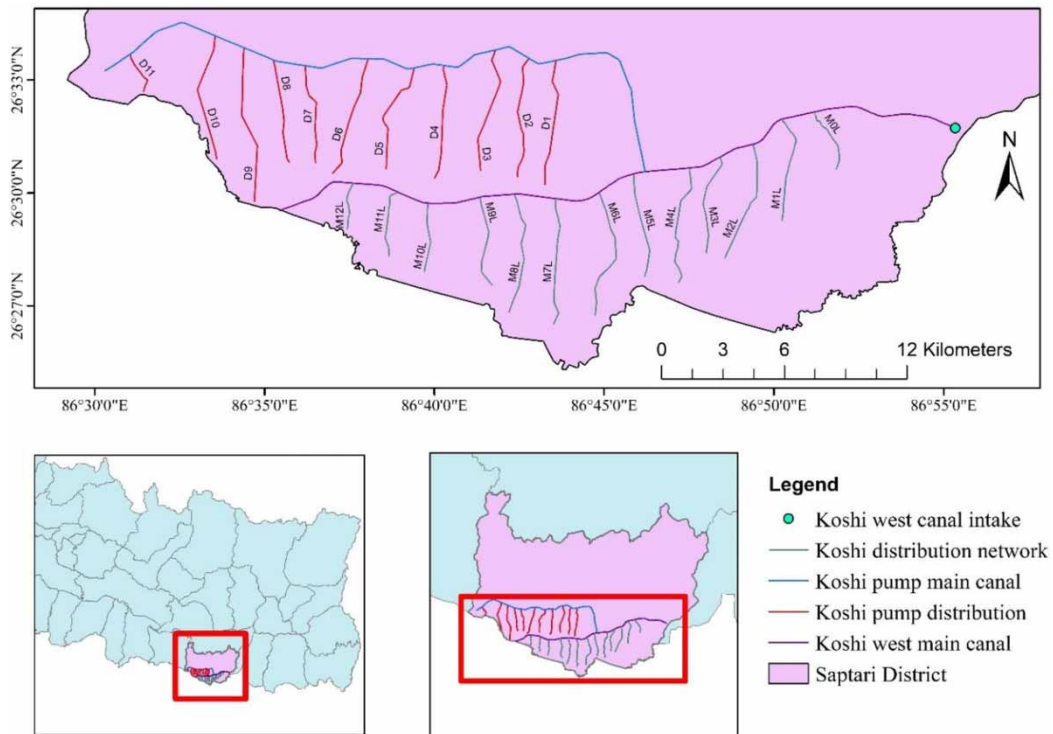 26°33'0"N
26°30'0"N
26°27'0"N
D11
D10
D9
D8
D7
D6
D5
D4
D3
D2
D1
M0L
M1L
M2L
M3L
M4L
M5L
M6L
M7L
M8L
M9L
M10L
M11L
M12L
N
0 3 6 12 Kilometers
86°30'0"E 86°35'0"E 86°40'0"E 86°45'0"E 86°50'0"E 86°55'0"E
Legend
Koshi west canal intake
Koshi distribution network
Koshi pump main canal
Koshi pump distribution
Koshi west main canal
Saptari District